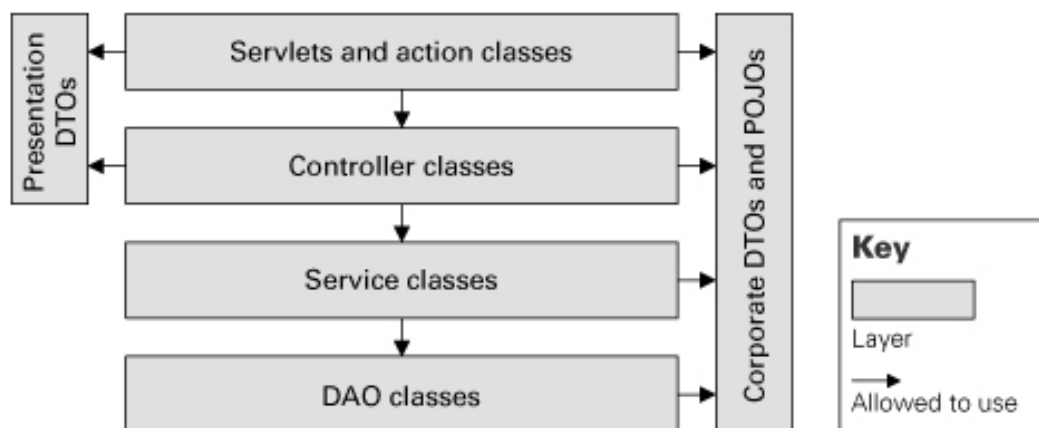 Presentation
DTOs
Servlets and action classes
Controller classes
Service classes
DAO classes
Corporate DTOs and POJOs
Key
Layer
Allowed to use